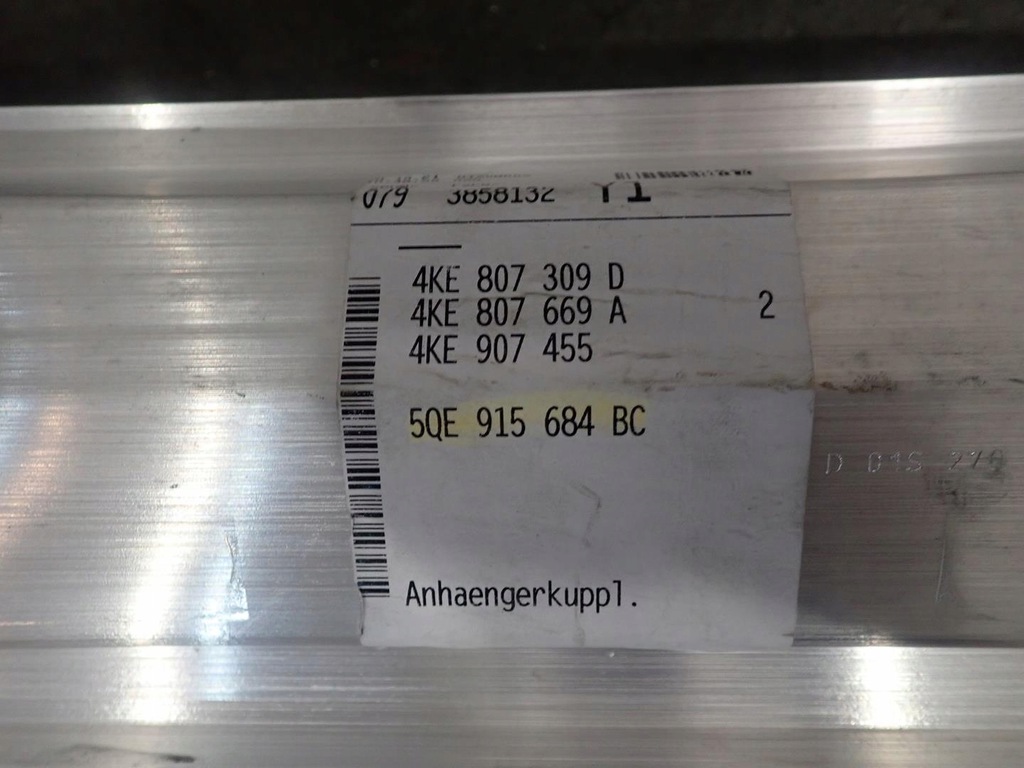 079 3858132 Y1
4KE 807 309 D
4KE 807 669 A 2
4KE 907 455
5QE 915 684 BC
Anhaengerkuppl.